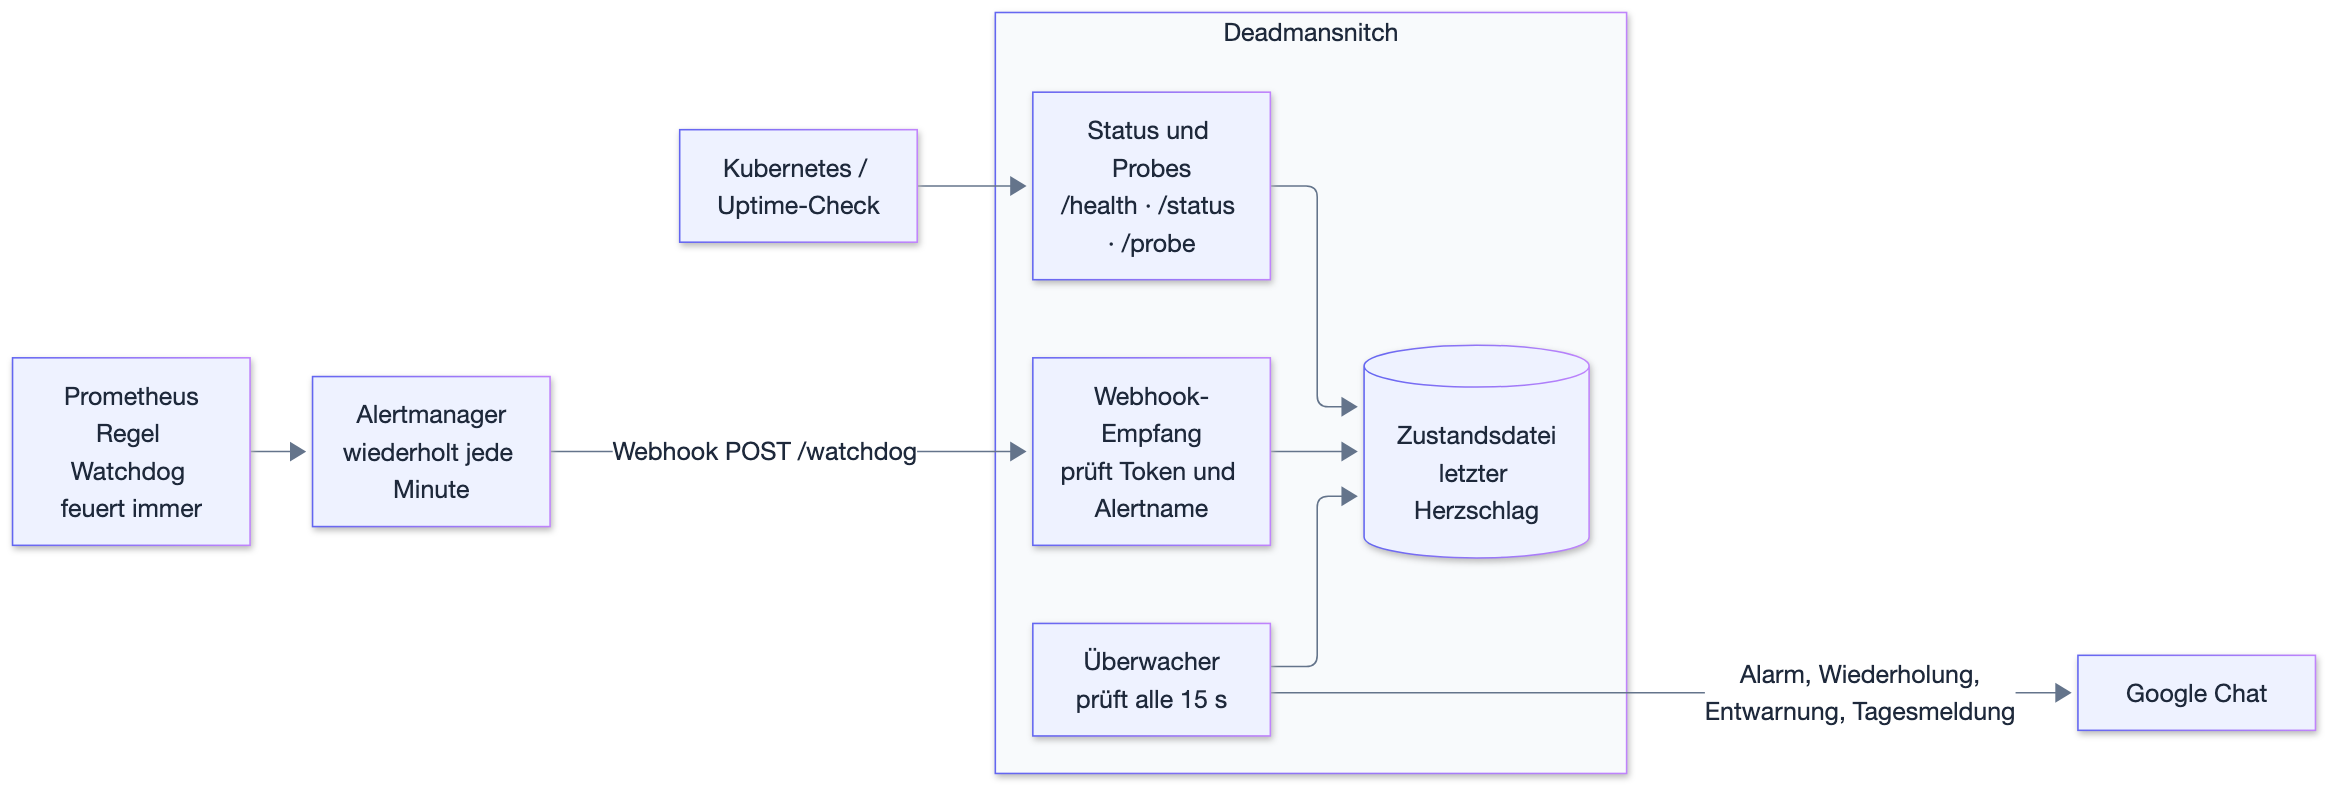 Deadmansnitch
Kubernetes /
Uptime-Check
Status und
Probes
/health · /status
· /probe
Prometheus
Regel
Watchdog
feuert immer
Alertmanager
wiederholt jede
Minute
Webhook POST /watchdog
Webhook-
Empfang
prüft Token und
Alertname
Zustandsdatei
letzter
Herzschlag
Überwacher
prüft alle 15 s
Alarm, Wiederholung,
Entwarnung, Tagesmeldung
Google Chat